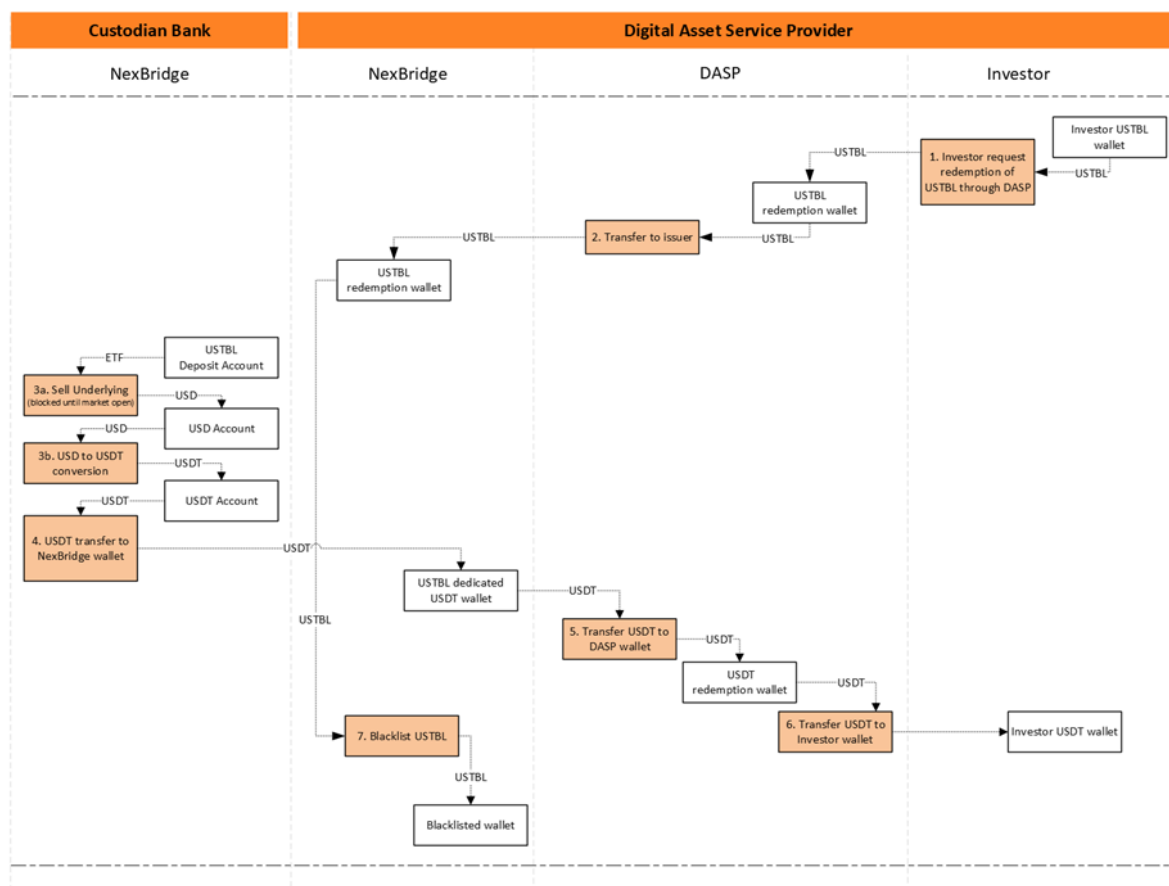 Custodian Bank
Digital Asset Service Provider
NexBridge
NexBridge
DASP
Investor
Investor USTBL
wallet
USTBL
1. Investor request
redemption of
USTBL through DASP
USTBL
USTBL
redemption wallet
USTBL
2. Transfer to issuer
USTBL
USTBL
redemption wallet
USTBL
Deposit Account
ETF
3a. Sell Underlying
(blocked until market open)
USD
USD Account
USD
3b. USD to USDT
conversion
USDT
USDT Account
USDT
4. USDT transfer to
NexBridge wallet
USDT
USTBL dedicated
USDT wallet
USDT
USTBL
5. Transfer USDT to
DASP wallet
USDT
USDT
redemption wallet
USDT
6. Transfer USDT to
Investor wallet
Investor USDT wallet
7. Blacklist USTBL
USTBL
Blacklisted wallet